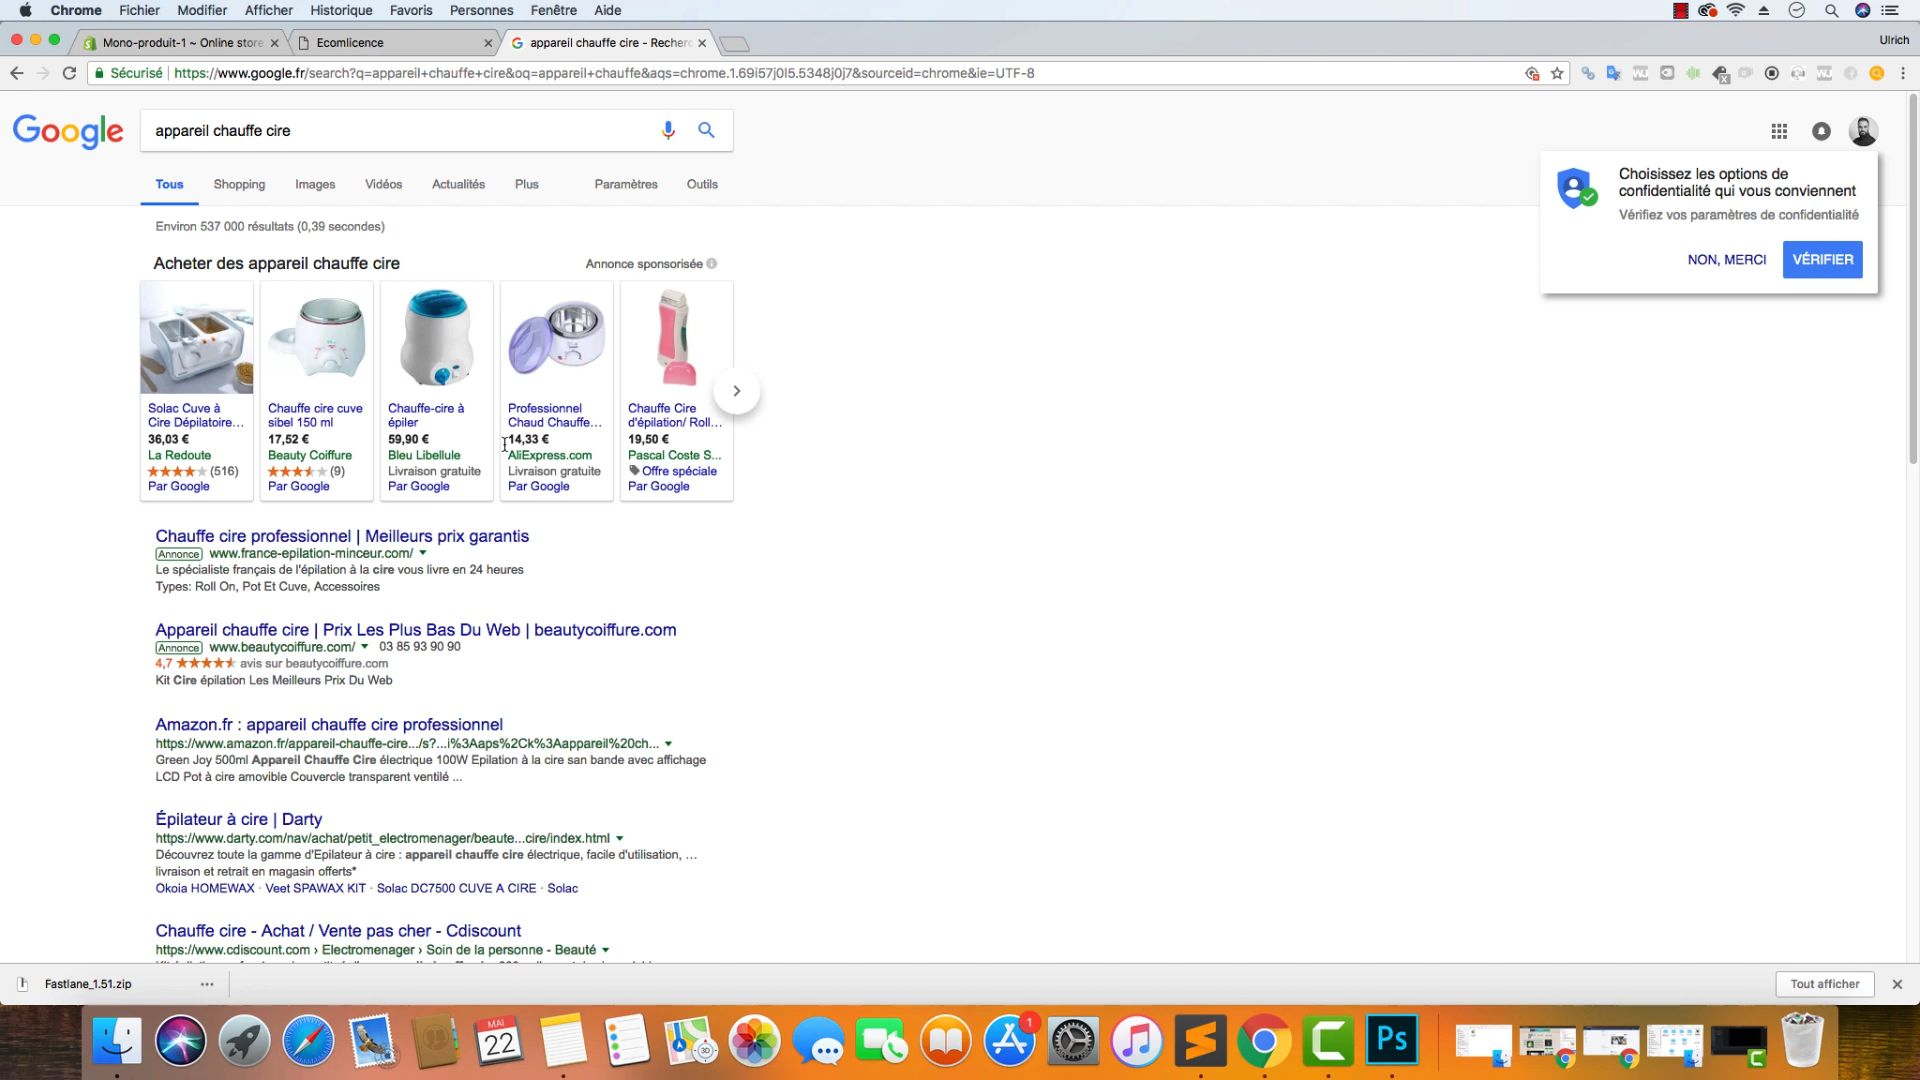 Chrome Fichier Modifier Afficher Historique Favoris Personnes Fenêtre Aide
Mono-produit-1 ~ Online store
Ecomlicence
appareil chauffe cire - Recher
Ulrich
Sécurisé https://www.google.fr/search?q=appareil+chauffe+cire&oq=appareil+chauffe&aqs=chrome.1.69i57j0l5.5348j0j7&sourceid=chrome&ie=UTF-8
Google
appareil chauffe cire
Tous Shopping Images Vidéos Actualités Plus Paramètres Outils
Choisissez les options de
confidentialité qui vous conviennent
Vérifiez vos paramètres de confidentialité
NON, MERCI
VÉRIFIER
Environ 537 000 résultats (0,39 secondes)
Acheter des appareil chauffe cire
Annonce sponsorisée
Solac Cuve à
Cire Dépilatoire...
36,03 €
La Redoute
(516)
Par Google
Chauffe cire cuve
sibel 150 ml
17,52 €
Beauty Coiffure
(9)
Par Google
Chauffe-cire à
épiler
59,90 €
Bleu Libellule
Livraison gratuite
Par Google
Professionnel
Chaud Chauffe...
14,33 €
AliExpress.com
Livraison gratuite
Par Google
Chauffe Cire
d'épilation/ Roll...
19,50 €
Pascal Coste S...
Offre spéciale
Par Google
Chauffe cire professionnel | Meilleurs prix garantis
Annonce www.france-epilation-minceur.com/
Le spécialiste français de l'épilation à la cire vous livre en 24 heures
Types: Roll On, Pot Et Cuve, Accessoires
Appareil chauffe cire | Prix Les Plus Bas Du Web | beautycoiffure.com
Annonce www.beautycoiffure.com/ 03 85 93 90 90
4,7 avis sur beautycoiffure.com
Kit Cire épilation Les Meilleurs Prix Du Web
Amazon.fr : appareil chauffe cire professionnel
https://www.amazon.fr/appareil-chauffe-cire.../s?...i%3Aaps%2Ck%3Aappareil%20ch...
Green Joy 500ml Appareil Chauffe Cire électrique 100W Epilation à la cire san bande avec affichage
LCD Pot à cire amovible Couvercle transparent ventilé ...
Épilateur à cire | Darty
https://www.darty.com/nav/achat/petit_electromenager/beaute...cire/index.html
Découvrez toute la gamme d'Epilateur à cire : appareil chauffe cire électrique, facile d'utilisation, ...
livraison et retrait en magasin offerts*
Okoia HOMEWAX · Veet SPAWAX KIT · Solac DC7500 CUVE A CIRE · Solac
Chauffe cire - Achat / Vente pas cher - Cdiscount
https://www.cdiscount.com › Electromenager › Soin de la personne - Beauté
Fastlane_1.51.zip
Tout afficher
MAI
22
3D
1
Ps